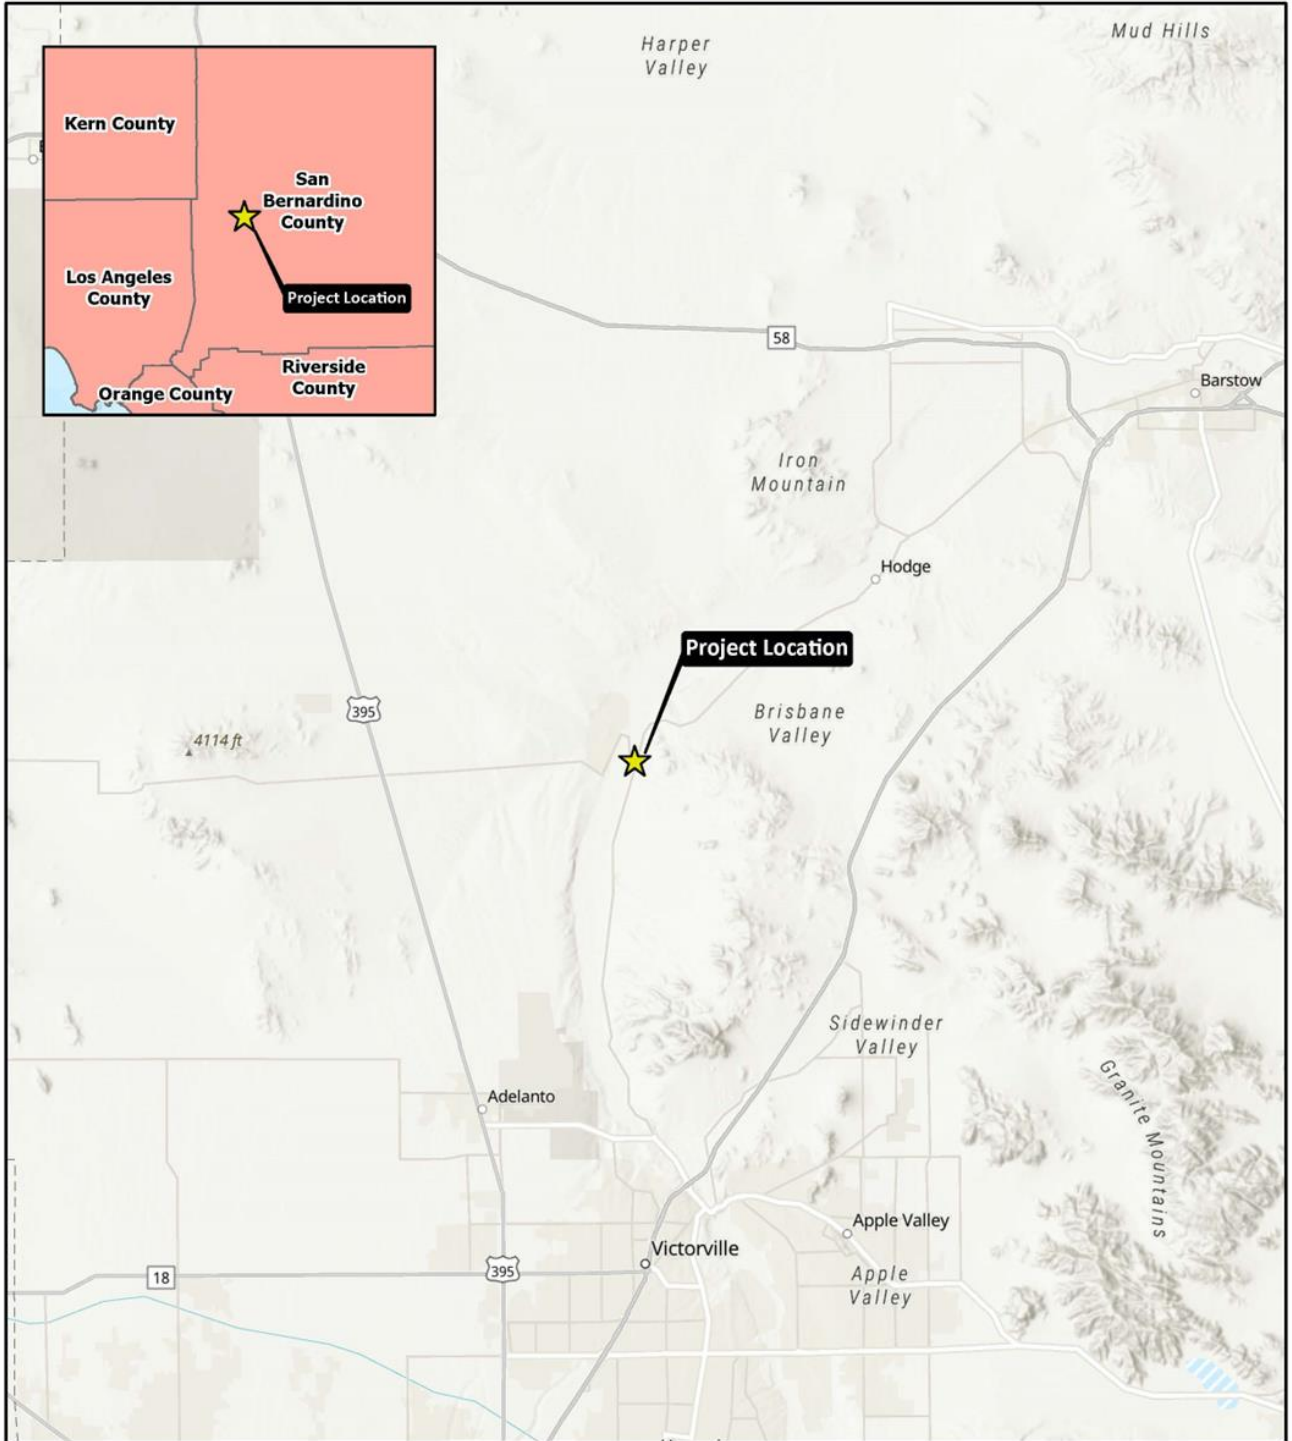 Harper
Valley
Mud Hills
Kern County
San
Bernardino
County
Los Angeles
County
Project Location
Riverside
County
Orange County
58
Barstow
Iron
Mountain
Hodge
Project Location
395
Brisbane
Valley
4114 ft
Sidewinder
Valley
Granite Mountains
Adelanto
Apple Valley
Victorville
395
18
Apple
Valley